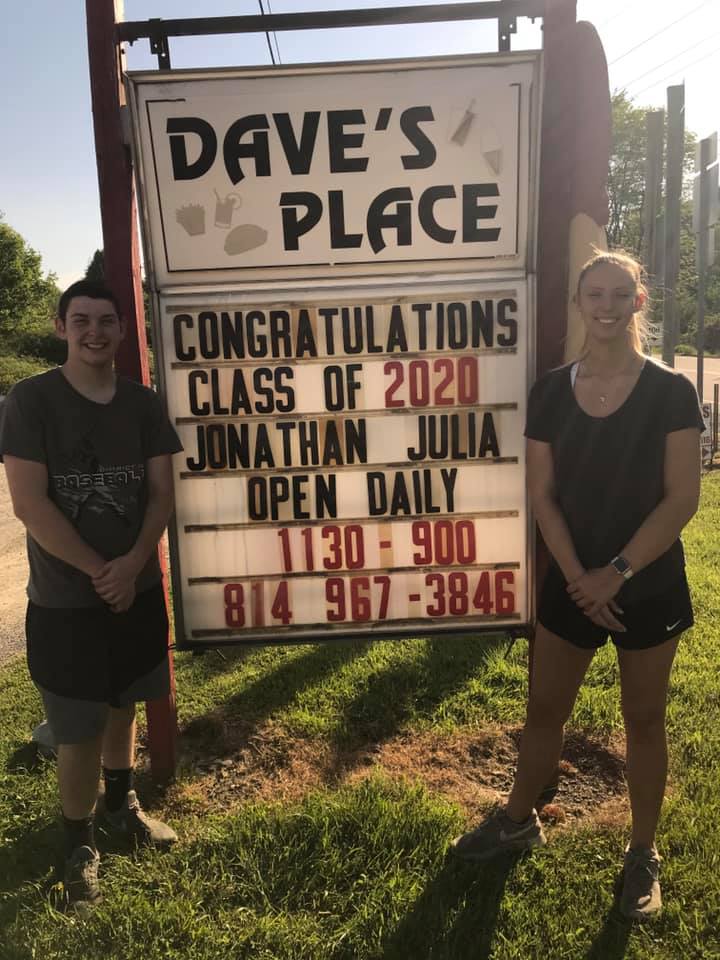 DAVE'S
PLACE
CONGRATULATIONS
CLASS OF 2020
JONATHAN JULIA
OPEN DAILY
1130 - 900
814 967-3846
BASEBALL